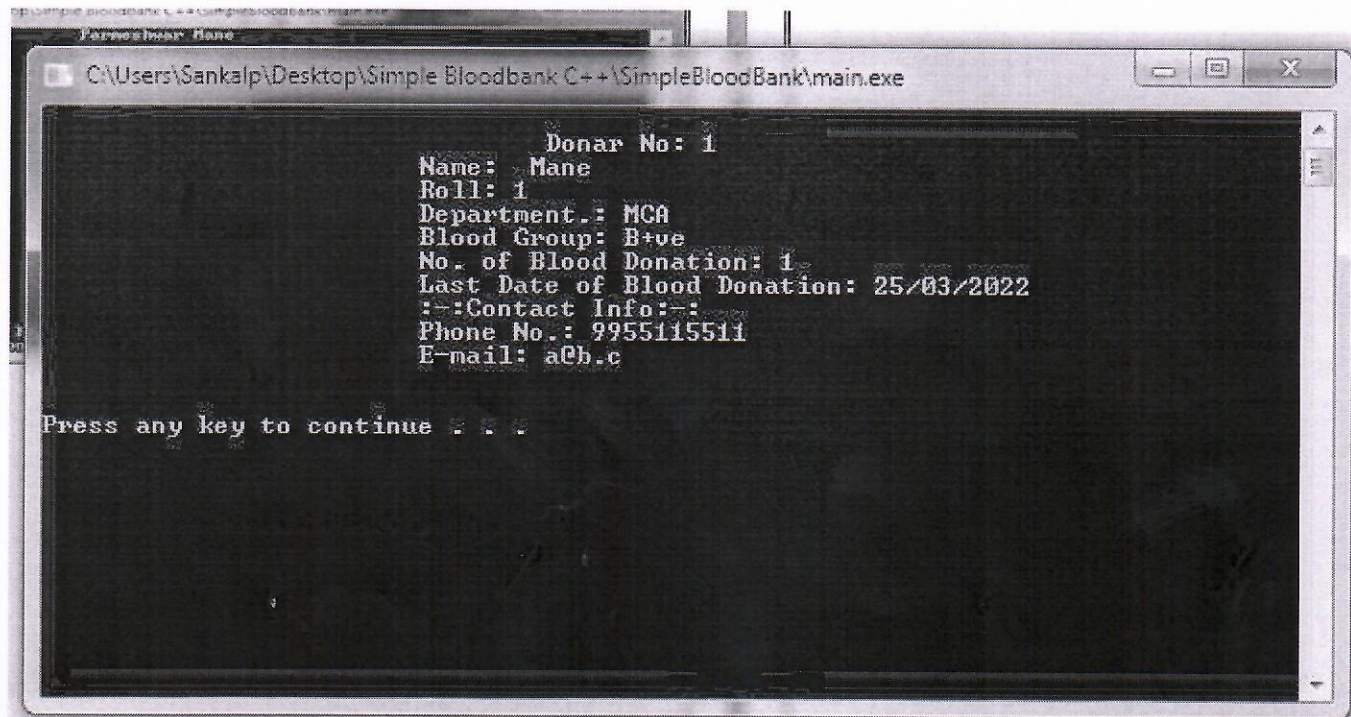 Parmeshwar Mane
C:\Users\Sankalp\Desktop\Simple Bloodbank C++\SimpleBloodBank\main.exe
Donar No: 1
Name:  Mane
Roll: 1
Department.: MCA
Blood Group: B+ve
No. of Blood Donation: 1
Last Date of Blood Donation: 25/03/2022
:-:Contact Info:-:
Phone No.: 9955115511
E-mail: a@b.c
Press any key to continue . . .